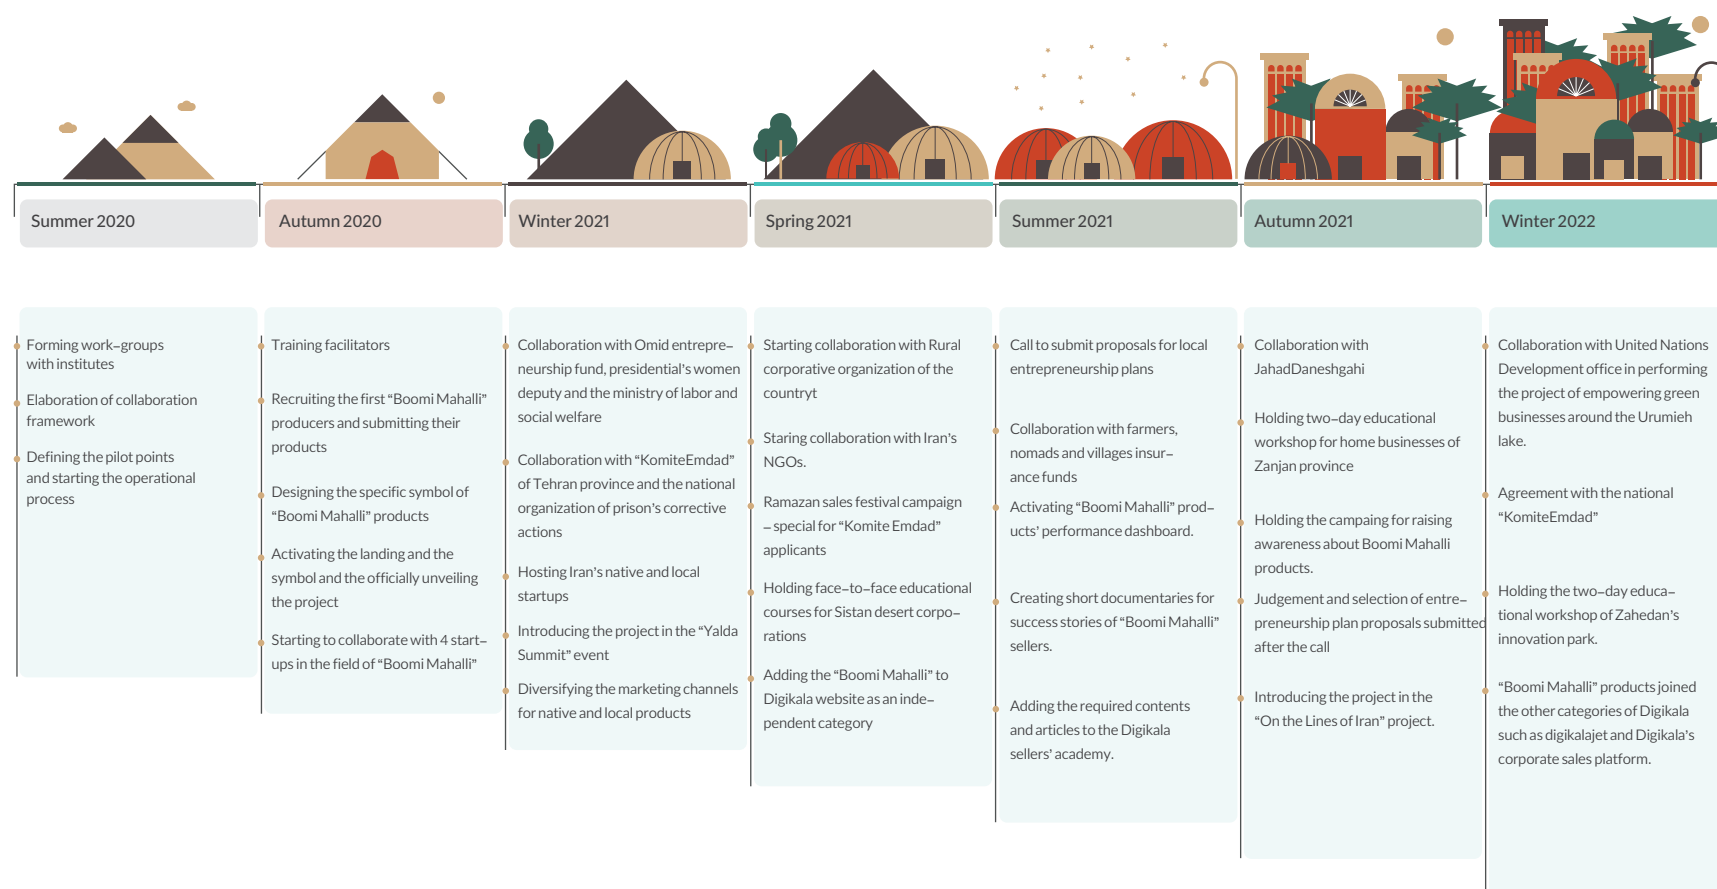 Summer 2020
Autumn 2020
Winter 2021
Spring 2021
Summer 2021
Autumn 2021
Winter 2022
Forming work–groups
with institutes
Elaboration of collaboration
framework
Defining the pilot points
and starting the operational
process
Training facilitators
Recruiting the first “Boomi Mahalli”
producers and submitting their
products
Designing the specific symbol of
“Boomi Mahalli” products
Activating the landing and the
symbol and the officially unveiling
the project
Starting to collaborate with 4 start–
ups in the field of “Boomi Mahalli”
Collaboration with Omid entrepre–
neurship fund, presidential’s women
deputy and the ministry of labor and
social welfare
Collaboration with “KomiteEmdad”
of Tehran province and the national
organization of prison’s corrective
actions
Hosting Iran’s native and local
startups
Introducing the project in the “Yalda
Summit” event
Diversifying the marketing channels
for native and local products
Starting collaboration with Rural
corporative organization of the
countryt
Staring collaboration with Iran’s
NGOs.
Ramazan sales festival campaign
– special for “Komite Emdad”
applicants
Holding face–to–face educational
courses for Sistan desert corpo–
rations
Adding the “Boomi Mahalli” to
Digikala website as an inde–
pendent category
Call to submit proposals for local
entrepreneurship plans
Collaboration with farmers,
nomads and villages insur–
ance funds
Activating “Boomi Mahalli” prod–
ucts’ performance dashboard.
Creating short documentaries for
success stories of “Boomi Mahalli”
sellers.
Adding the required contents
and articles to the Digikala
sellers’ academy.
Collaboration with
JahadDaneshgahi
Holding two–day educational
workshop for home businesses of
Zanjan province
Holding the campaing for raising
awareness about Boomi Mahalli
products.
Judgement and selection of entre–
preneurship plan proposals submitted
after the call
Introducing the project in the
“On the Lines of Iran” project.
Collaboration with United Nations
Development office in performing
the project of empowering green
businesses around the Urumieh
lake.
Agreement with the national
“KomiteEmdad”
Holding the two–day educa–
tional workshop of Zahedan’s
innovation park.
“Boomi Mahalli” products joined
the other categories of Digikala
such as digikalajet and Digikala’s
corporate sales platform.